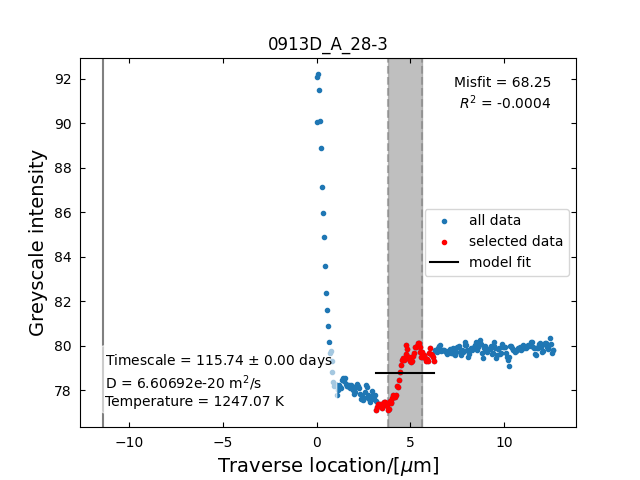 0913D_A_28-3
Misfit = 68.25
R² = -0.0004
all data
selected data
model fit
Timescale = 115.74 ± 0.00 days
D = 6.60692e-20 m²/s
Temperature = 1247.07 K
Greyscale intensity
92
90
88
86
84
82
80
78
−10
−5
0
5
10
Traverse location/[μm]